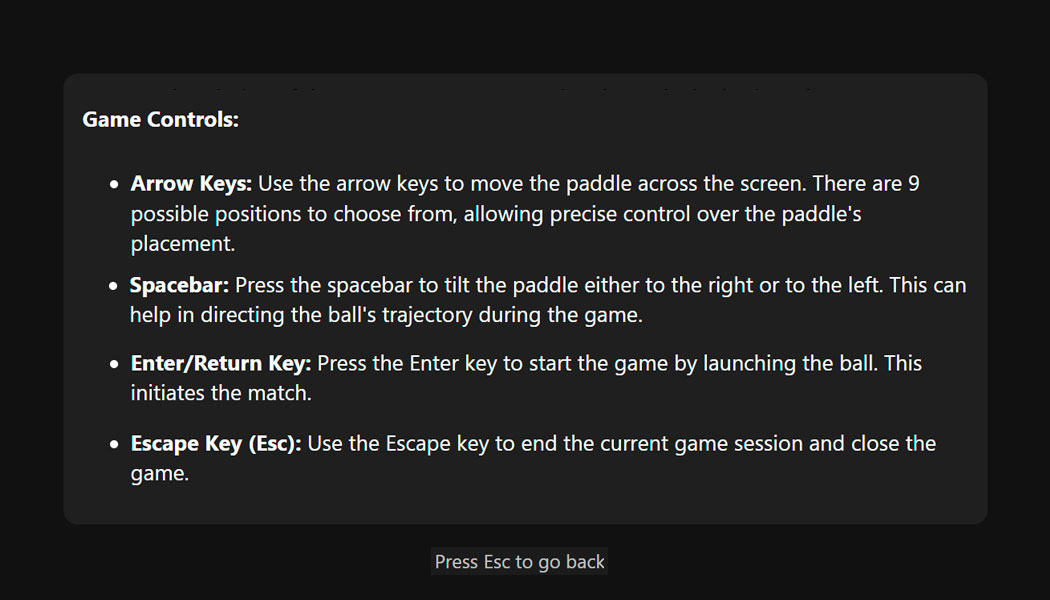 Game Controls:
• Arrow Keys: Use the arrow keys to move the paddle across the screen. There are 9
possible positions to choose from, allowing precise control over the paddle's
placement.
• Spacebar: Press the spacebar to tilt the paddle either to the right or to the left. This can
help in directing the ball's trajectory during the game.
• Enter/Return Key: Press the Enter key to start the game by launching the ball. This
initiates the match.
• Escape Key (Esc): Use the Escape key to end the current game session and close the
game.
Press Esc to go back